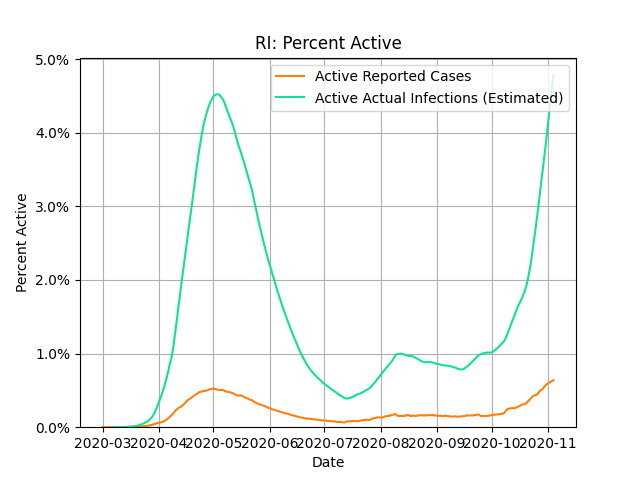 RI: Percent Active
5.0%
4.0%
3.0%
2.0%
1.0%
0.0%
Percent Active
Active Reported Cases
Active Actual Infections (Estimated)
2020-03 2020-04 2020-05 2020-06 2020-07 2020-08 2020-09 2020-10 2020-11
Date